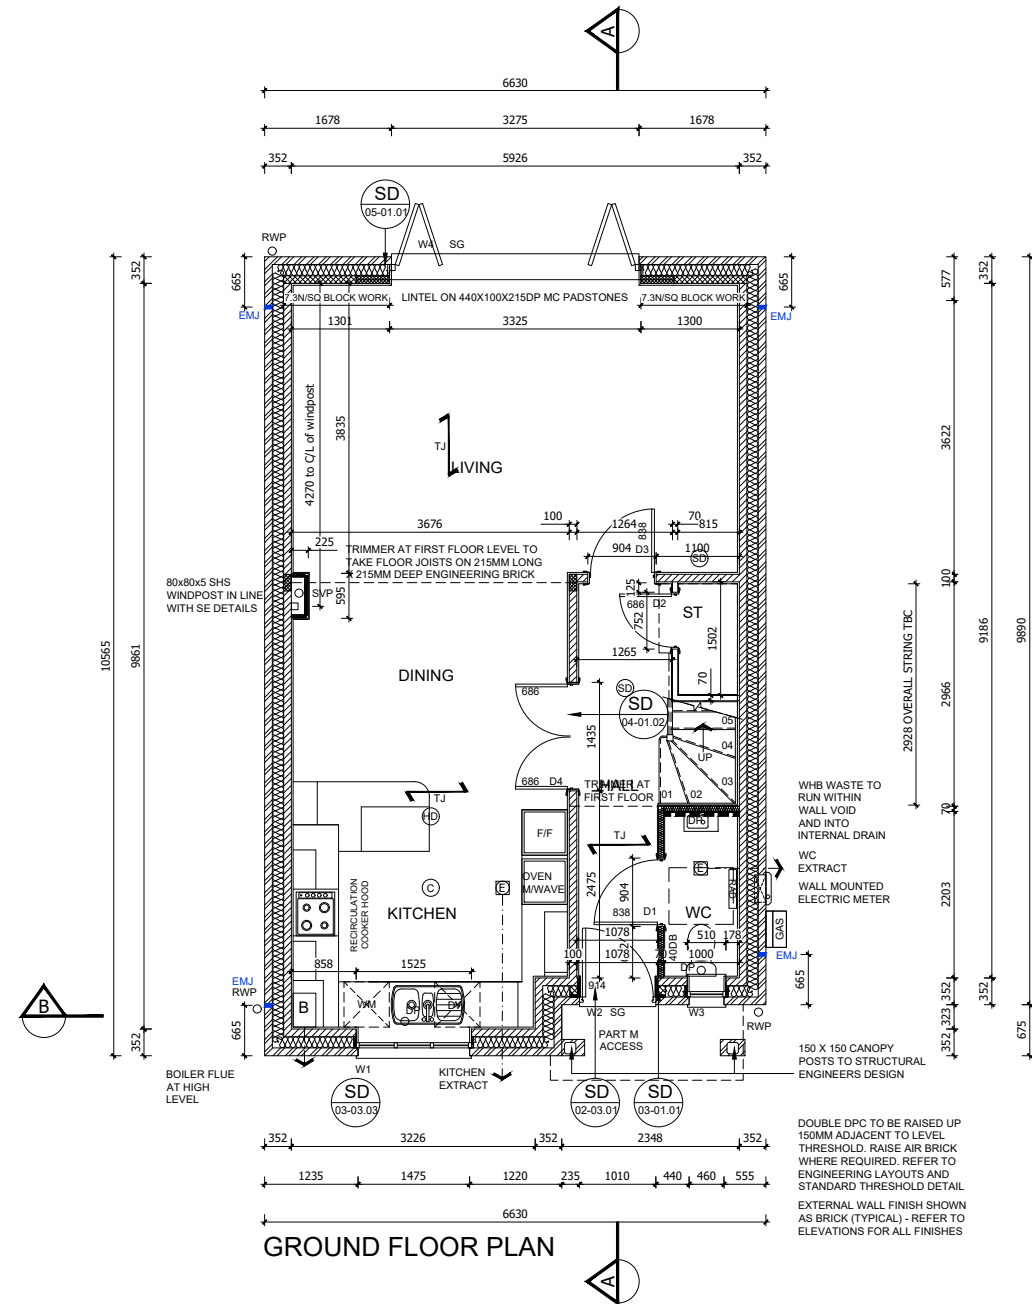 A
6630
1678
3275
1678
352
5926
352
SD
05-01.01
RWP
W4 SG
352
665
665
577
352
7.3N/SQ BLOCK WORK
LINTEL ON 440X100X215DP MC PADSTONES
7.3N/SQ BLOCK WORK
EMJ
EMJ
1301
3325
1300
4270 to C/L of windpost
3835
TJ
LIVING
3622
3676
100
1264
70
815
838
904
D3
1100
SD
225
TRIMMER AT FIRST FLOOR LEVEL TO
TAKE FLOOR JOISTS ON 215MM LONG
215MM DEEP ENGINEERING BRICK
80x80x5 SHS
WINDPOST IN LINE
WITH SE DETAILS
SVP
595
125
686
D2
752
ST
1502
100
10565
9861
9186
9890
1265
2928 OVERALL STRING TBC
2966
DINING
70
686
SD
SD
04-01.02
1435
05
04
UP
03
02
01
686
D4
TRIMMER AT
FIRST FLOOR
HALL
TJ
HD
F/F
TJ
DP
70
WHB WASTE TO
RUN WITHIN
WALL VOID
AND INTO
INTERNAL DRAIN
WC
EXTRACT
WALL MOUNTED
ELECTRIC METER
C
E
OVEN
M/WAVE
2475
904
E
RAD
2203
RECIRCULATION
COOKER HOOD
KITCHEN
838
D1
WC
GAS
1078
510
178
40DB
100
1078
70
1000
EMJ
DP
858
1525
665
EMJ
RWP
WM
DP
DW
914
352
352
B
B
W2 SG
W3
RWP
323
665
PART M
ACCESS
675
352
352
150 X 150 CANOPY
POSTS TO STRUCTURAL
ENGINEERS DESIGN
BOILER FLUE
AT HIGH
LEVEL
W1
KITCHEN
EXTRACT
SD
03-03.03
SD
02-03.01
SD
03-01.01
DOUBLE DPC TO BE RAISED UP
150MM ADJACENT TO LEVEL
THRESHOLD. RAISE AIR BRICK
WHERE REQUIRED. REFER TO
ENGINEERING LAYOUTS AND
STANDARD THRESHOLD DETAIL
352
3226
352
2348
352
1235
1475
1220
235
1010
440
460
555
EXTERNAL WALL FINISH SHOWN
AS BRICK (TYPICAL) - REFER TO
ELEVATIONS FOR ALL FINISHES
6630
GROUND FLOOR PLAN
A